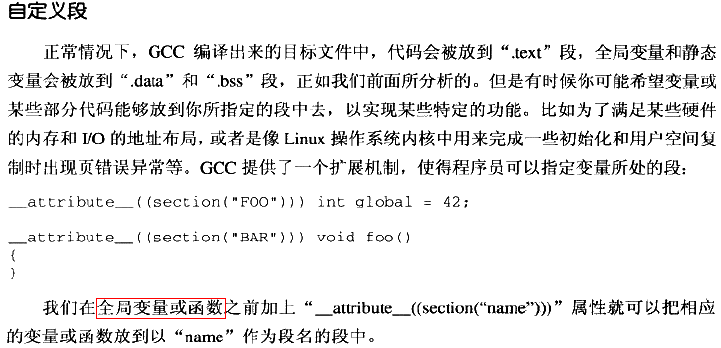 自定义段
正常情况下，GCC 编译出来的目标文件中，代码会被放到“.text”段，全局变量和静态
变量会被放到“.data”和“.bss”段，正如我们前面所分析的。但是有时候你可能希望变量或
某些部分代码能够放到你所指定的段中去，以实现某些特定的功能。比如为了满足某些硬件
的内存和 I/O 的地址布局，或者是像 Linux 操作系统内核中用来完成一些初始化和用户空间复
制时出现页错误异常等。GCC 提供了一个扩展机制，使得程序员可以指定变量所处的段：
__attribute__((section("FOO"))) int global = 42;
__attribute__((section("BAR"))) void foo()
{
}
我们在全局变量或函数之前加上“__attribute__((section(“name”)))”属性就可以把相应
的变量或函数放到以“name”作为段名的段中。